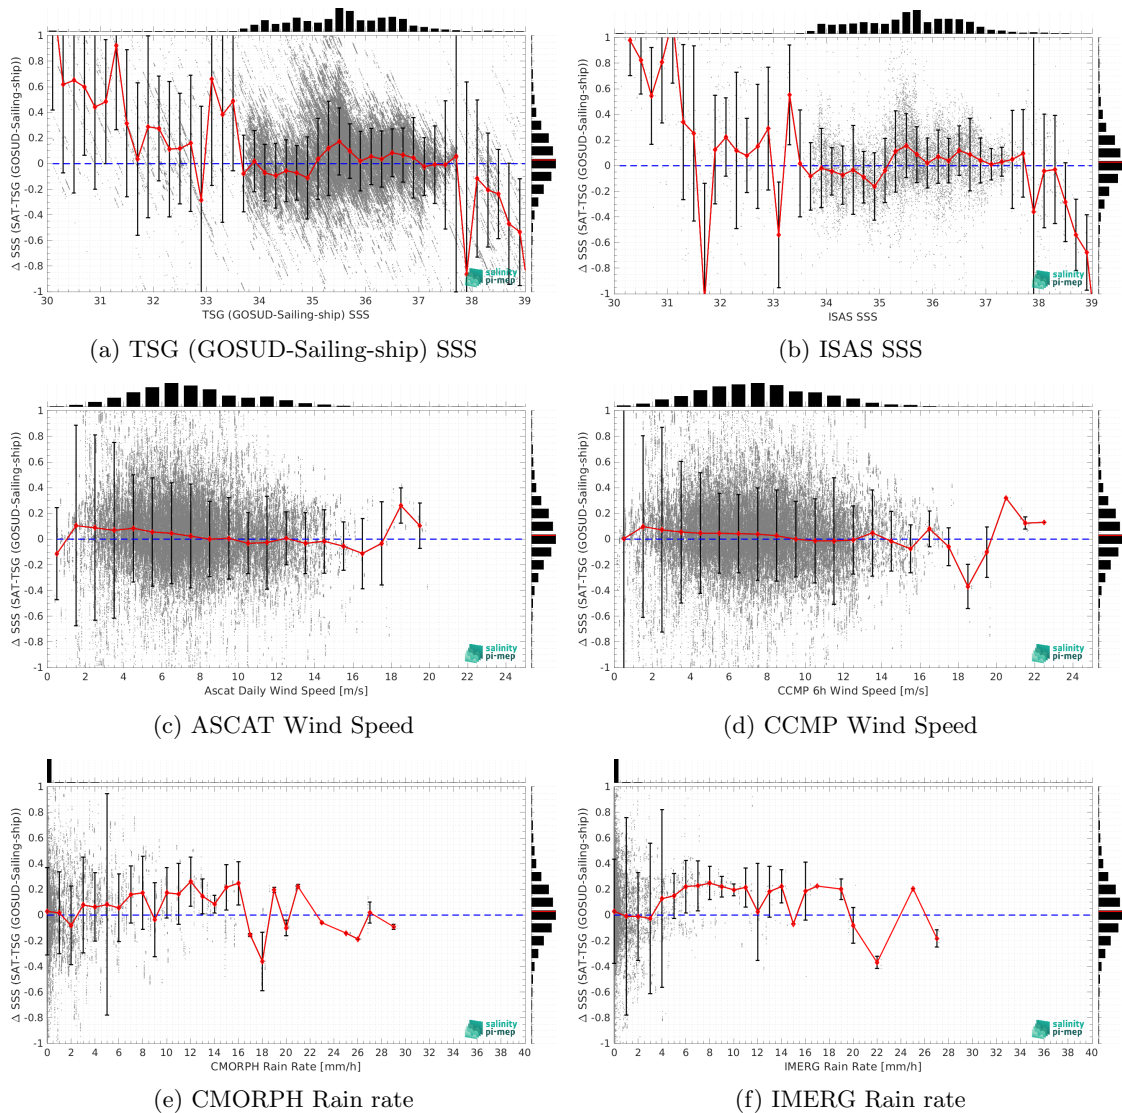 1
0.8
0.6
0.4
0.2
0
-0.2
-0.4
-0.6
-0.8
-1
Δ SSS (SAT-TSG (GOSUD-Sailing-ship))
30 31 32 33 34 35 36 37 38 39
TSG (GOSUD-Sailing-ship) SSS
salinity
pi-mep
(a) TSG (GOSUD-Sailing-ship) SSS
1
0.8
0.6
0.4
0.2
0
-0.2
-0.4
-0.6
-0.8
-1
Δ SSS (SAT-TSG (GOSUD-Sailing-ship))
30 31 32 33 34 35 36 37 38 39
ISAS SSS
salinity
pi-mep
(b) ISAS SSS
1
0.8
0.6
0.4
0.2
0
-0.2
-0.4
-0.6
-0.8
-1
Δ SSS (SAT-TSG (GOSUD-Sailing-ship))
0 2 4 6 8 10 12 14 16 18 20 22 24
Ascat Daily Wind Speed [m/s]
salinity
pi-mep
(c) ASCAT Wind Speed
1
0.8
0.6
0.4
0.2
0
-0.2
-0.4
-0.6
-0.8
-1
Δ SSS (SAT-TSG (GOSUD-Sailing-ship))
0 2 4 6 8 10 12 14 16 18 20 22 24
CCMP 6h Wind Speed [m/s]
salinity
pi-mep
(d) CCMP Wind Speed
1
0.8
0.6
0.4
0.2
0
-0.2
-0.4
-0.6
-0.8
-1
Δ SSS (SAT-TSG (GOSUD-Sailing-ship))
0 2 4 6 8 10 12 14 16 18 20 22 24 26 28 30 32 34 36 38 40
CMORPH Rain Rate [mm/h]
salinity
pi-mep
(e) CMORPH Rain rate
1
0.8
0.6
0.4
0.2
0
-0.2
-0.4
-0.6
-0.8
-1
Δ SSS (SAT-TSG (GOSUD-Sailing-ship))
0 2 4 6 8 10 12 14 16 18 20 22 24 26 28 30 32 34 36 38 40
IMERG Rain Rate [mm/h]
salinity
pi-mep
(f) IMERG Rain rate